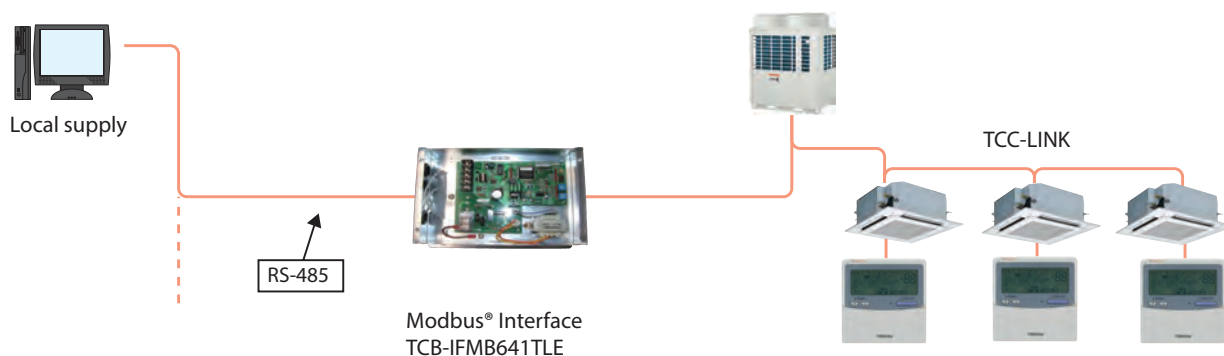 Local supply
TCC-LINK
RS-485
Modbus® Interface
TCB-IFMB641TLE